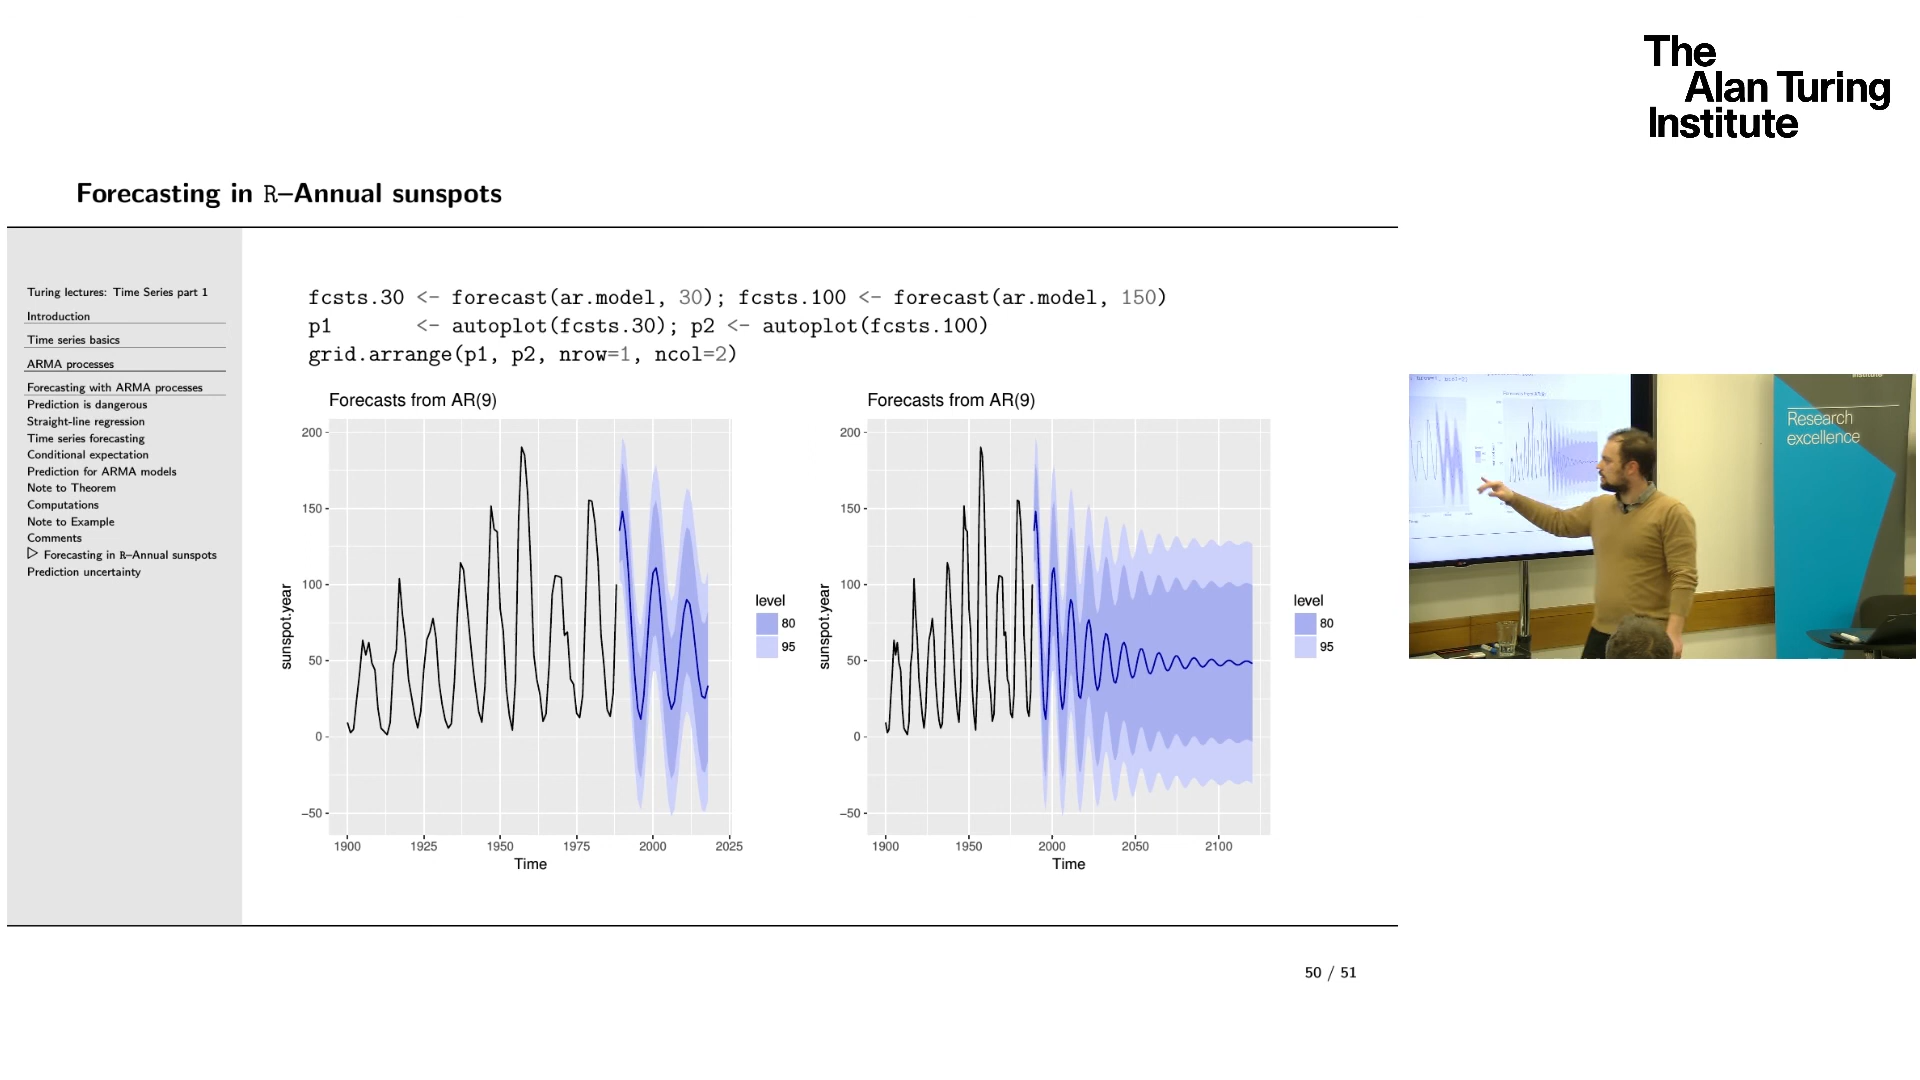 The
Alan Turing
Institute
Forecasting in R–Annual sunspots
Turing lectures: Time Series part 1
Introduction
Time series basics
ARMA processes
Forecasting with ARMA processes
Prediction is dangerous
Straight-line regression
Time series forecasting
Conditional expectation
Prediction for ARMA models
Note to Theorem
Computations
Note to Example
Comments
▷ Forecasting in R–Annual sunspots
Prediction uncertainty
fcsts.30 <- forecast(ar.model, 30); fcsts.100 <- forecast(ar.model, 150)
p1 <- autoplot(fcsts.30); p2 <- autoplot(fcsts.100)
grid.arrange(p1, p2, nrow=1, ncol=2)
Forecasts from AR(9)
200
150
100
50
0
−50
sunspot.year
1900 1925 1950 1975 2000 2025
Time
level
80
95
Forecasts from AR(9)
200
150
100
50
0
−50
sunspot.year
1900 1950 2000 2050 2100
Time
level
80
95
Research
excellence
50 / 51